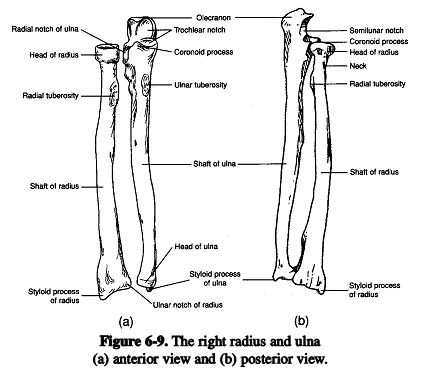 Olecranon
Radial notch of ulna
Trochlear notch
Semilunar notch
Head of radius
Coronoid process
Coronoid process
Head of radius
Neck
Radial tuberosity
Ulnar tuberosity
Radial tuberosity
Shaft of ulna
Shaft of radius
Shaft of radius
Head of ulna
Styloid process
of radius
Styloid process
of ulna
Styloid process
of radius
Ulnar notch of radius
(a)
(b)
Figure 6-9. The right radius and ulna
(a) anterior view and (b) posterior view.